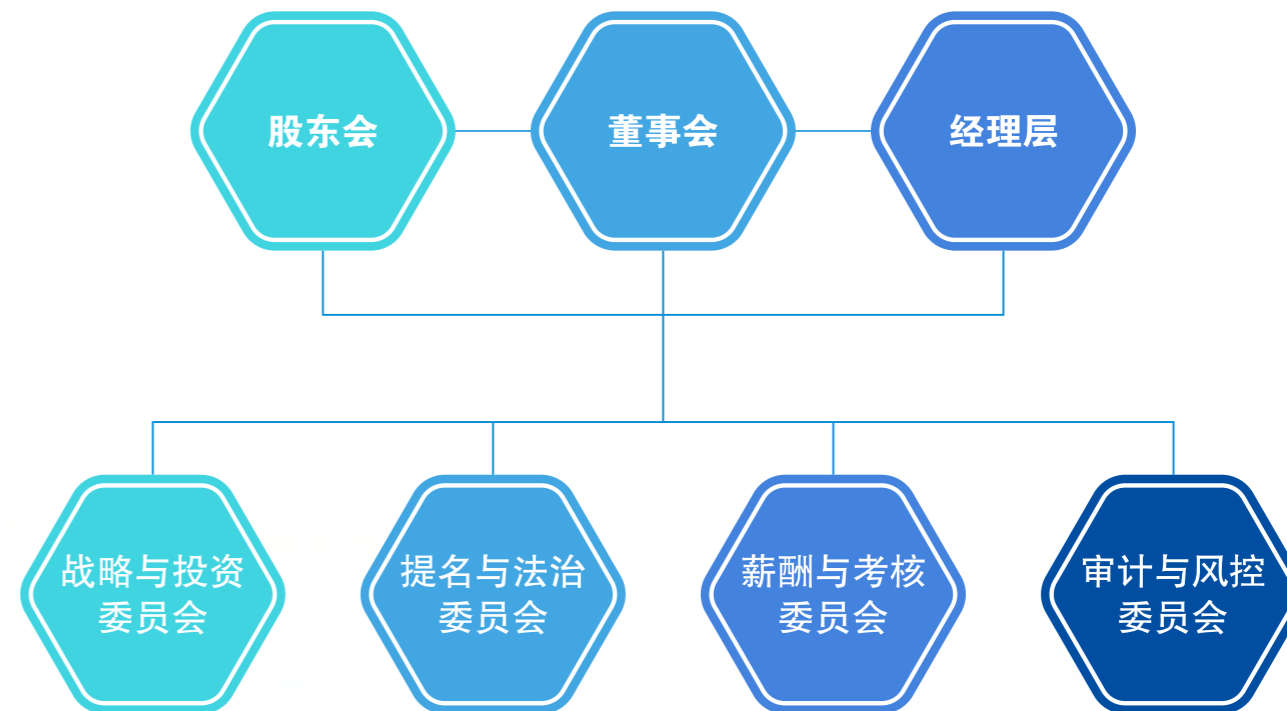 股东会
董事会
经理层
战略与投资
委员会
提名与法治
委员会
薪酬与考核
委员会
审计与风控
委员会